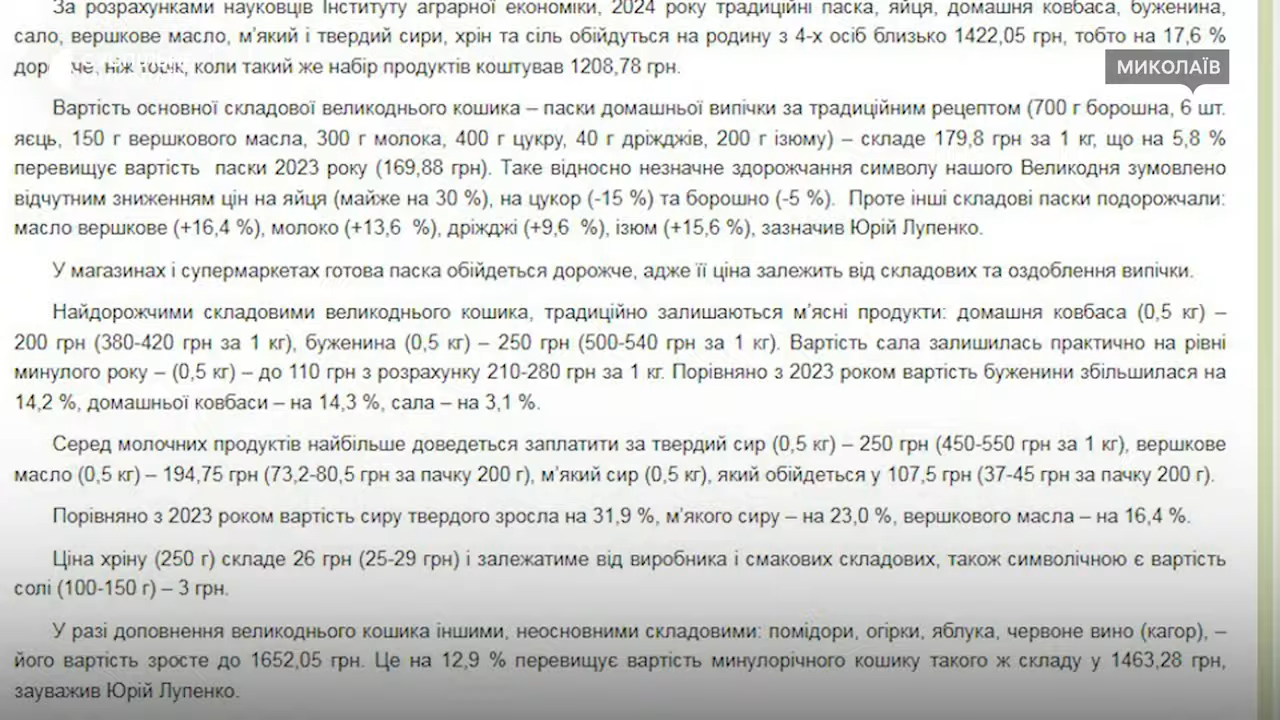 За розрахунками науковців Інституту аграрної економіки, 2024 року традиційні паска, яйця, домашня ковбаса, буженина,
сало, вершкове масло, м’який і твердий сири, хрін та сіль обійдуться на родину з 4-х осіб близько 1422,05 грн, тобто на 17,6 %
ніж торік, коли такий же набір продуктів коштував 1208,78 грн.
МИКОЛАЇВ
Вартість основної складової великоднього кошика – паски домашньої випічки за традиційним рецептом (700 г борошна, 6 шт.
яєць, 150 г вершкового масла, 300 г молока, 400 г цукру, 40 г дріжджів, 200 г ізюму) – складе 179,8 грн за 1 кг, що на 5,8 %
перевищує вартість паски 2023 року (169,88 грн). Таке відносно незначне здорожчання символу нашого Великодня зумовлено
відчутним зниженням цін на яйця (майже на 30 %), на цукор (-15 %) та борошно (-5 %). Проте інші складові паски подорожчали:
масло вершкове (+16,4 %), молоко (+13,6 %), дріжджі (+9,6 %), ізюм (+15,6 %), зазначив Юрій Лупенко.
У магазинах і супермаркетах готова паска обійдеться дорожче, адже її ціна залежить від складових та оздоблення випічки.
Найдорожчими складовими великоднього кошика, традиційно залишаються м’ясні продукти: домашня ковбаса (0,5 кг) –
200 грн (380-420 грн за 1 кг), буженина (0,5 кг) – 250 грн (500-540 грн за 1 кг). Вартість сала залишилась практично на рівні
минулого року – (0,5 кг) – до 110 грн з розрахунку 210-280 грн за 1 кг. Порівняно з 2023 роком вартість буженини збільшилася на
14,2 %, домашньої ковбаси – на 14,3 %, сала – на 3,1 %.
Серед молочних продуктів найбільше доведеться заплатити за твердий сир (0,5 кг) – 250 грн (450-550 грн за 1 кг), вершкове
масло (0,5 кг) – 194,75 грн (73,2-80,5 грн за пачку 200 г), м’який сир (0,5 кг), який обійдеться у 107,5 грн (37-45 грн за пачку 200 г).
Порівняно з 2023 роком вартість сиру твердого зросла на 31,9 %, м’якого сиру – на 23,0 %, вершкового масла – на 16,4 %.
Ціна хріну (250 г) складе 26 грн (25-29 грн) і залежатиме від виробника і смакових складових, також символічною є вартість
солі (100-150 г) – 3 грн.
У разі доповнення великоднього кошика іншими, неосновними складовими: помідори, огірки, яблука, червоне вино (кагор), –
його вартість зросте до 1652,05 грн. Це на 12,9 % перевищує вартість минулорічного кошику такого ж складу у 1463,28 грн,
зауважив Юрій Лупенко.